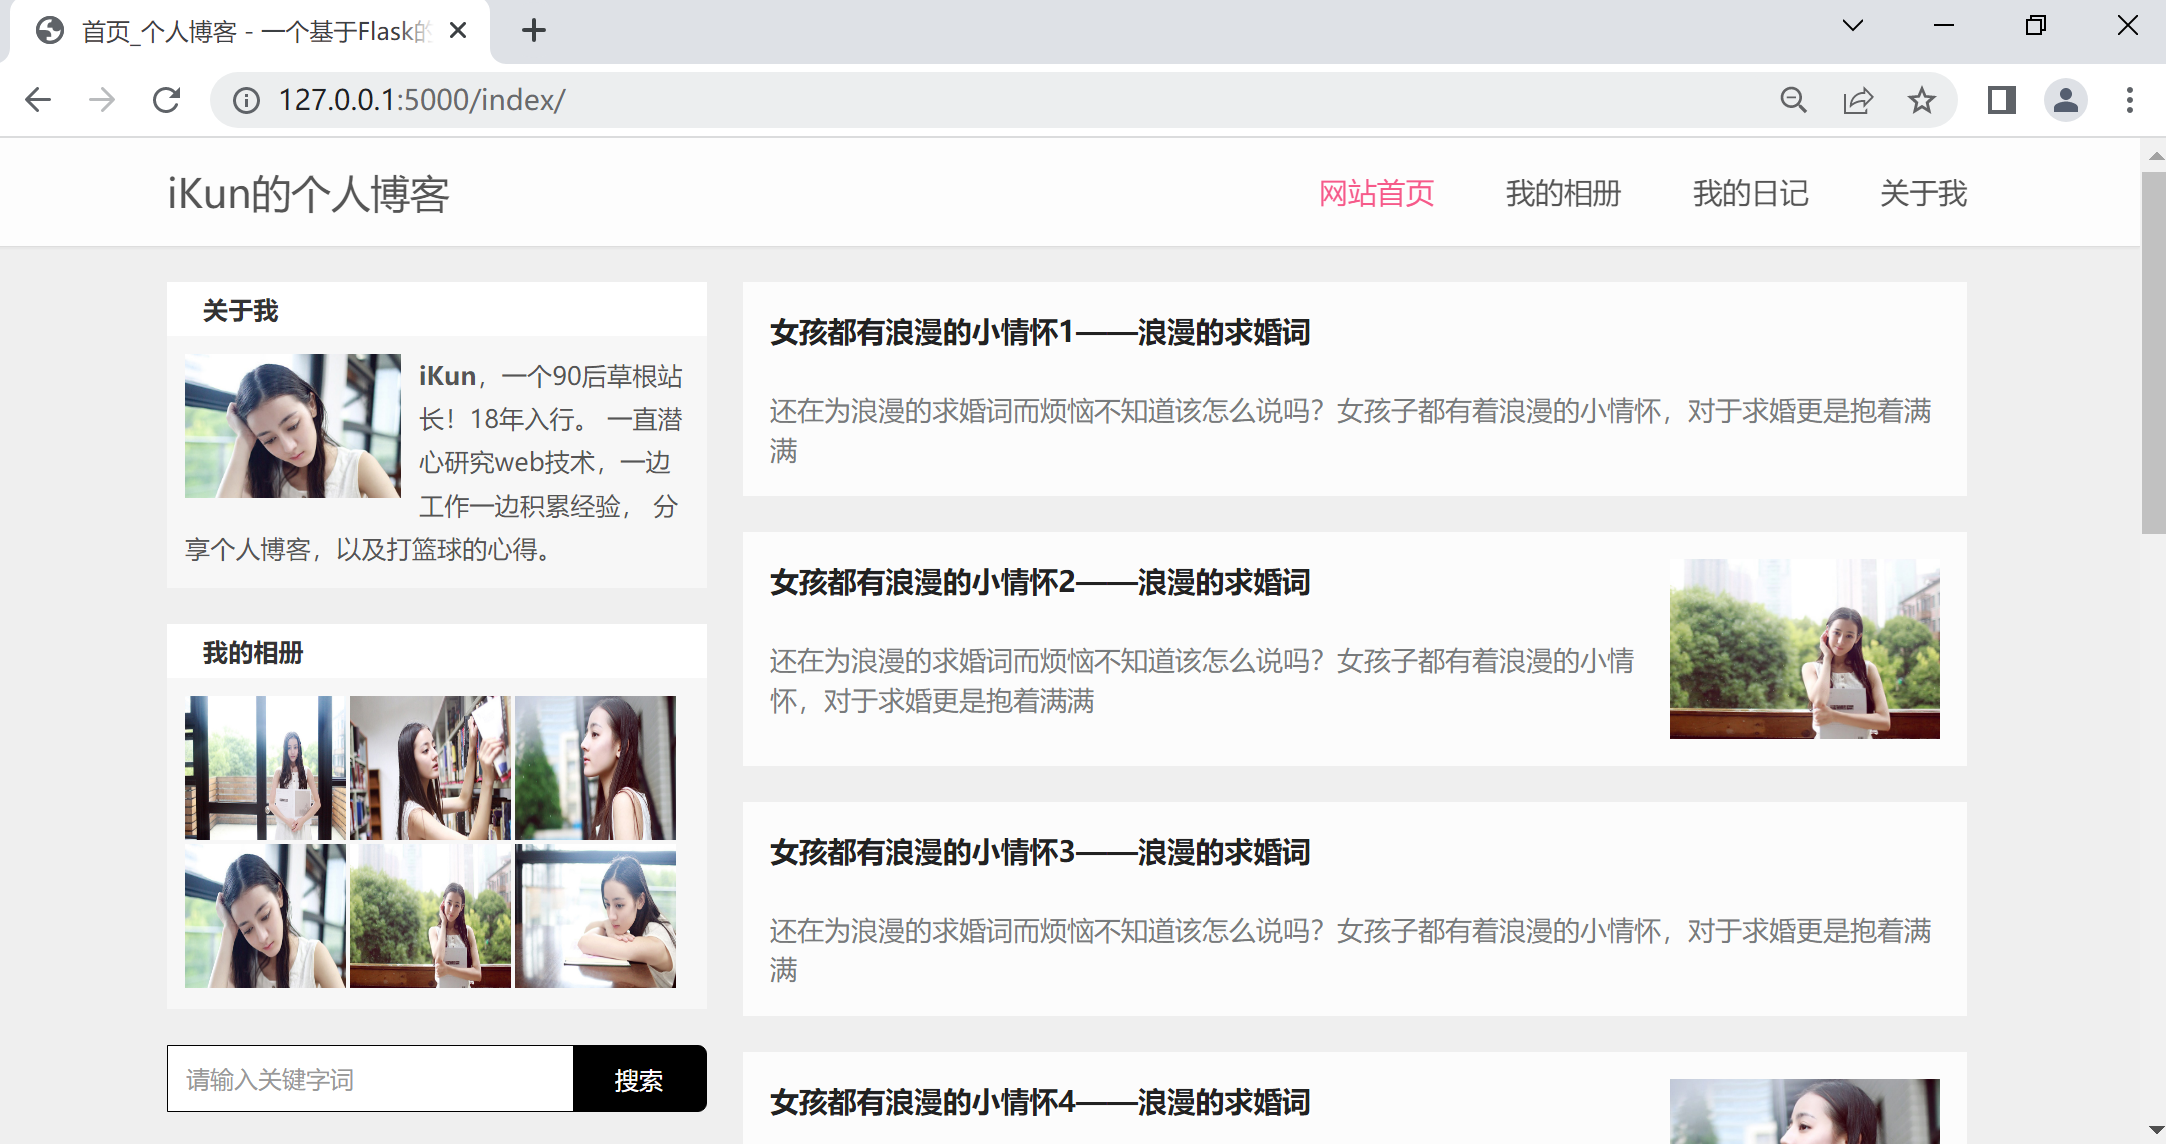 首页_个人博客 - 一个基于Flask的
127.0.0.1:5000/index/
iKun的个人博客
网站首页
我的相册
我的日记
关于我
关于我
iKun，一个90后草根站
长！18年入行。 一直潜
心研究web技术，一边
工作一边积累经验， 分
享个人博客，以及打篮球的心得。
我的相册
请输入关键字词
搜索
女孩都有浪漫的小情怀1——浪漫的求婚词
还在为浪漫的求婚词而烦恼不知道该怎么说吗？女孩子都有着浪漫的小情怀，对于求婚更是抱着满
满
女孩都有浪漫的小情怀2——浪漫的求婚词
还在为浪漫的求婚词而烦恼不知道该怎么说吗？女孩子都有着浪漫的小情
怀，对于求婚更是抱着满满
女孩都有浪漫的小情怀3——浪漫的求婚词
还在为浪漫的求婚词而烦恼不知道该怎么说吗？女孩子都有着浪漫的小情怀，对于求婚更是抱着满
满
女孩都有浪漫的小情怀4——浪漫的求婚词